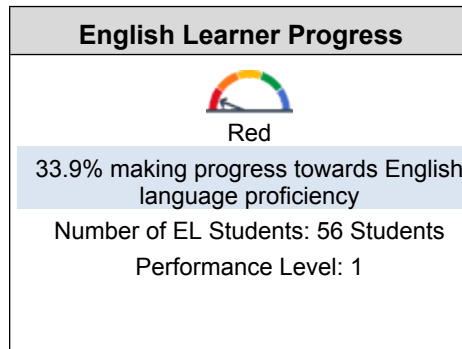 English Learner Progress
Red
33.9% making progress towards English
language proficiency
Number of EL Students: 56 Students
Performance Level: 1